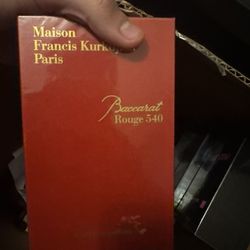 Maison
Francis Kurkdjian
Paris
Baccarat
Rouge 540